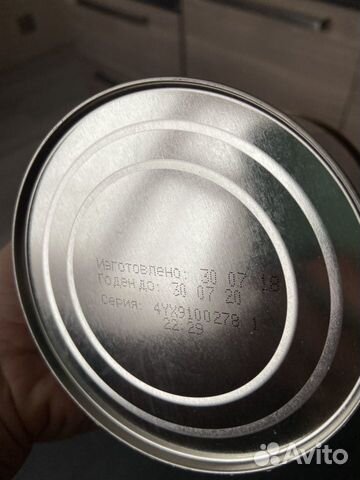 Изготовлено: 30 07 18
Годен до: 30 07 20
Серия: 4YX9100278 1
22:29
Avito